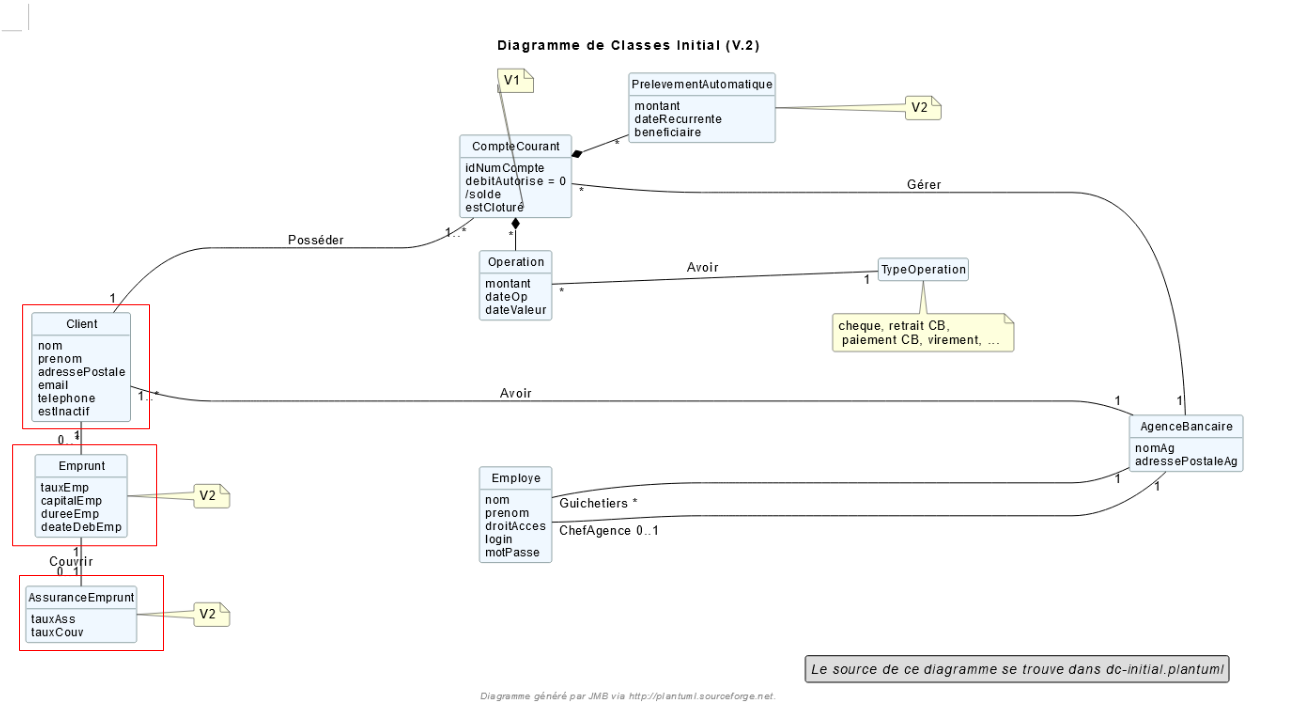 Diagramme de Classes Initial (V.2)
V1
PrelevementAutomatique
montant
dateRecurrente
beneficiaire
V2
*
CompteCourant
idNumCompte
debitAutorise = 0
/solde
estCloturé
*
Gérer
1..*
*
Posséder
1
Operation
montant
dateOp
dateValeur
*
Avoir
1
TypeOperation
cheque, retrait CB,
paiement CB, virement, ...
Client
nom
prenom
adressePostale
email
telephone
estInactif
1..*
Avoir
1
1
AgenceBancaire
nomAg
adressePostaleAg
1
0..*
Emprunt
tauxEmp
capitalEmp
dureeEmp
deateDebEmp
V2
Employe
nom
prenom
droitAcces
login
motPasse
Guichetiers *
1
ChefAgence 0..1
1
1
Couvrir
0..1
AssuranceEmprunt
tauxAss
tauxCouv
V2
Le source de ce diagramme se trouve dans dc-initial.plantuml
Diagramme généré par JMB via http://plantuml.sourceforge.net.